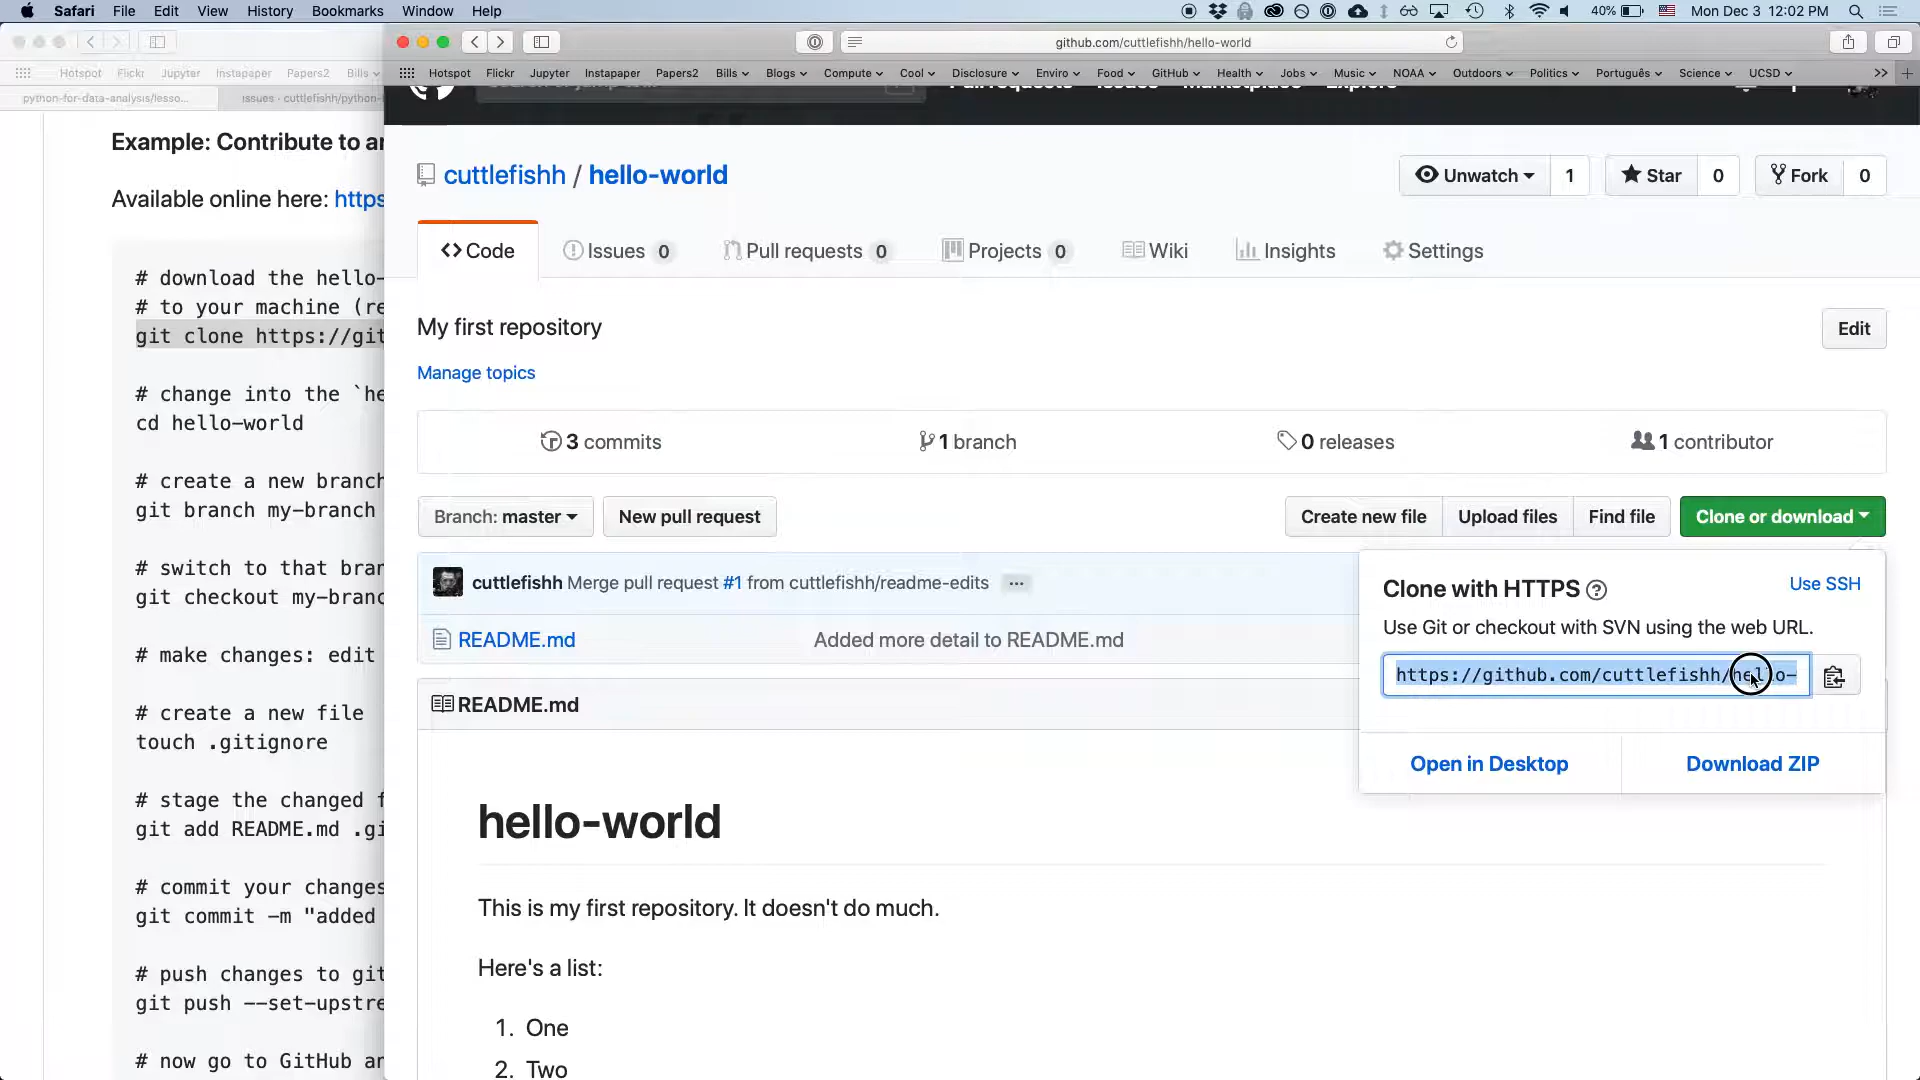 Safari File Edit View History Bookmarks Window Help 40% Mon Dec 3 12:02 PM
github.com/cuttlefishh/hello-world
Hotspot Flickr Jupyter Instapaper Papers2 Bills
Hotspot Flickr Jupyter Instapaper Papers2 Bills Blogs Compute Cool Disclosure Enviro Food GitHub Health Jobs Music NOAA Outdoors Politics Português Science UCSD
python-for-data-analysis/lesso...
Issues · cuttlefishh/python-
Pull requests Issues Marketplace Explore
Example: Contribute to
Available online here: https
# download the hello-
# to your machine (re
git clone https://git
# change into the `he
cd hello-world
# create a new branch
git branch my-branch
# switch to that bran
git checkout my-branc
# make changes: edit
# create a new file
touch .gitignore
# stage the changed f
git add README.md .gi
# commit your changes
git commit -m "added
# push changes to git
git push --set-upstre
# now go to GitHub an
cuttlefishh / hello-world
Unwatch 1 Star 0 Fork 0
Code Issues 0 Pull requests 0 Projects 0 Wiki Insights Settings
My first repository
Edit
Manage topics
3 commits 1 branch 0 releases 1 contributor
Branch: master New pull request Create new file Upload files Find file Clone or download
cuttlefishh Merge pull request #1 from cuttlefishh/readme-edits ...
README.md Added more detail to README.md
Clone with HTTPS ? Use SSH
Use Git or checkout with SVN using the web URL.
https://github.com/cuttlefishh/hello-
Open in Desktop Download ZIP
README.md
hello-world
This is my first repository. It doesn't do much.
Here's a list:
1. One
2. Two